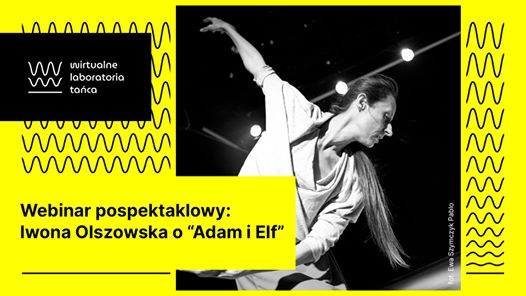 wirtualne
laboratoria
tańca
Webinar pospektaklowy:
Iwona Olszowska o “Adam i Elf”
fot. Ewa Szymczyk Pablo